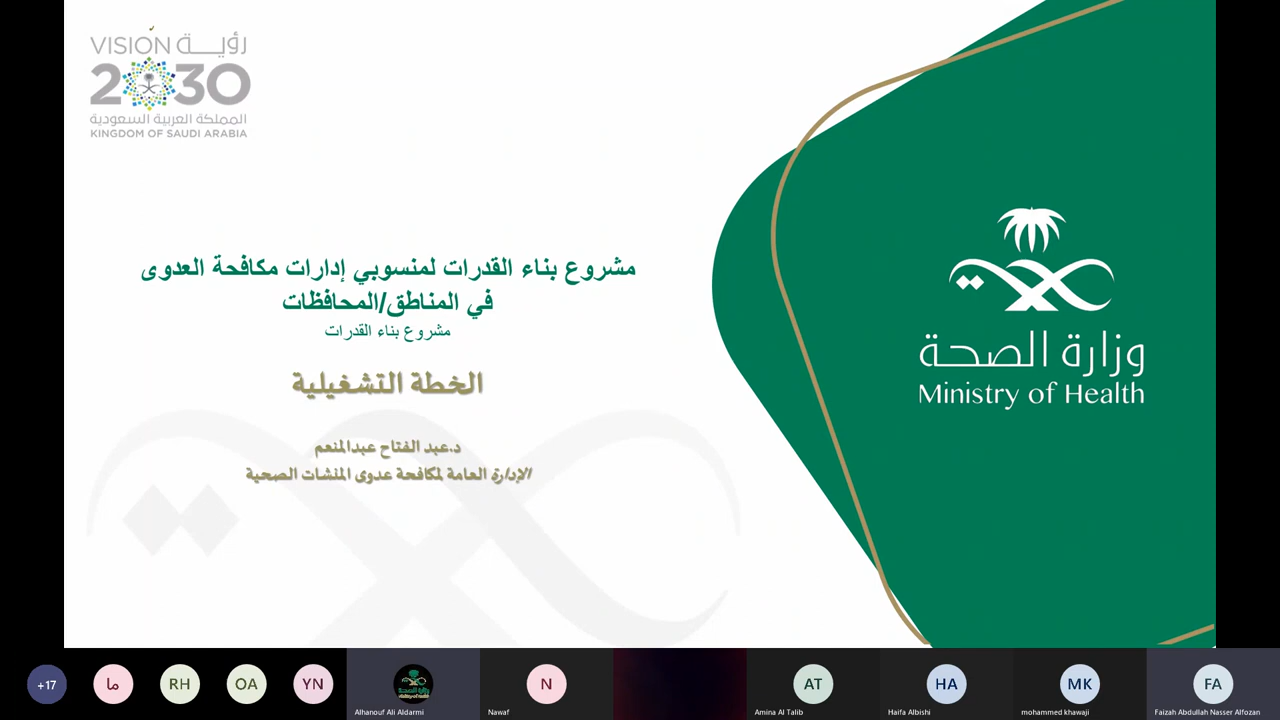 VISION رؤيــة
2030
المملكة العربية السعودية
KINGDOM OF SAUDI ARABIA
مشروع بناء القدرات لمنسوبي إدارات مكافحة العدوى
في المناطق/المحافظات
مشروع بناء القدرات
الخطة التشغيلية
د.عبد الفتاح عبدالمنعم
الإدارة العامة لمكافحة عدوى المنشات الصحية
وزارة الصحة
Ministry of Health
+17
ما
RH
OA
YN
Alhanouf Ali Aldarmi
N
Nawaf
AT
Amina Al Talib
HA
Haifa Albishi
MK
mohammed khawaji
FA
Faizah Abdullah Nasser Alfozan